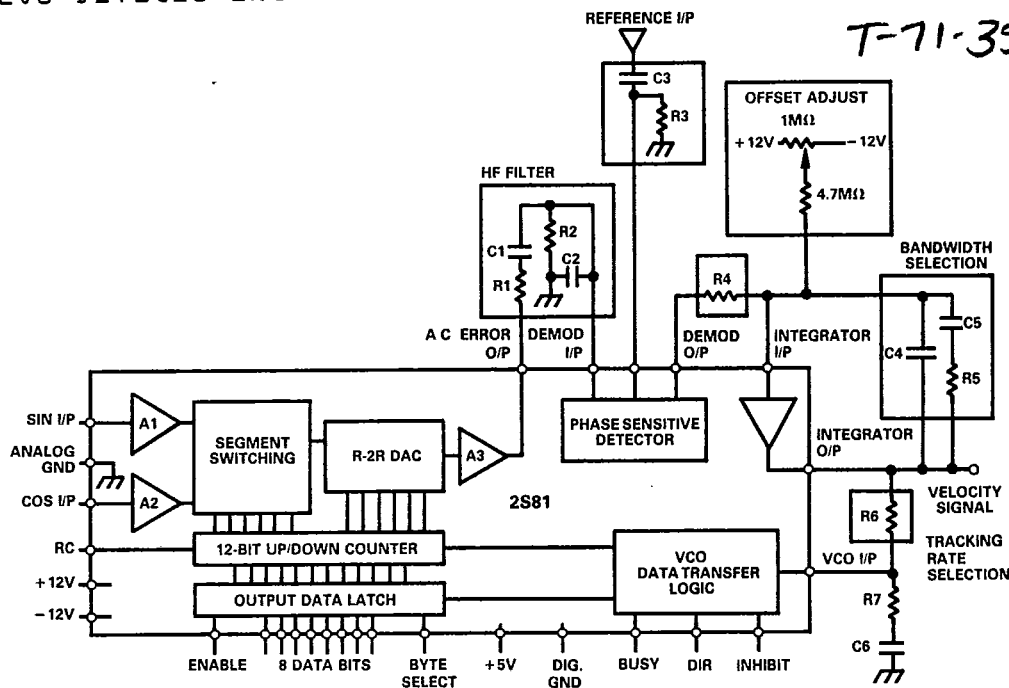 REFERENCE I/P
T-71-35
C3
R3
OFFSET ADJUST
1MΩ
+12V
−12V
4.7MΩ
HF FILTER
C1
R1
R2
C2
BANDWIDTH
SELECTION
R4
C4
C5
R5
AC ERROR
O/P
DEMOD
I/P
DEMOD
O/P
INTEGRATOR
I/P
SIN I/P
A1
ANALOG
GND
COS I/P
A2
SEGMENT
SWITCHING
R-2R DAC
A3
PHASE SENSITIVE
DETECTOR
INTEGRATOR
O/P
2S81
VELOCITY
SIGNAL
R6
TRACKING
RATE
SELECTION
RC
12-BIT UP/DOWN COUNTER
VCO
DATA TRANSFER
LOGIC
VCO I/P
+12V
−12V
OUTPUT DATA LATCH
R7
C6
ENABLE
8 DATA BITS
BYTE
SELECT
+5V
DIG.
GND
BUSY
DIR
INHIBIT